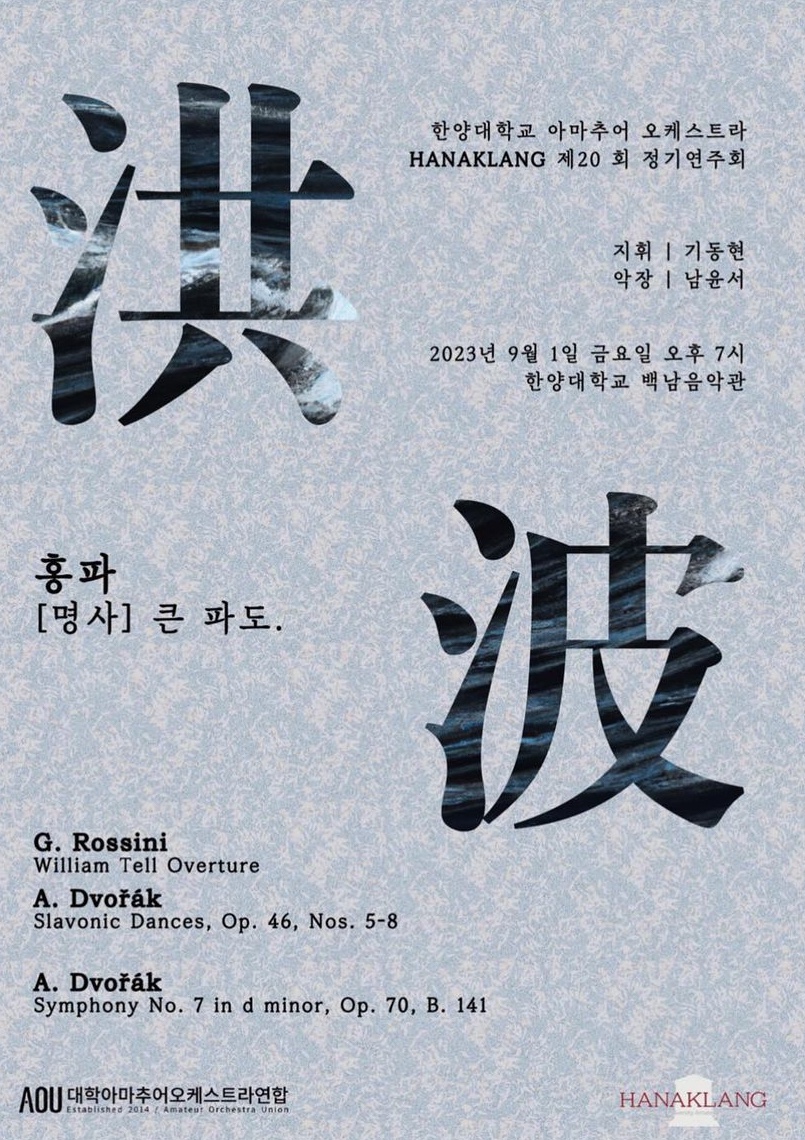 洪
한양대학교 아마추어 오케스트라
HANAKLANG 제20 회 정기연주회
지휘 | 기동현
악장 | 남윤서
2023년 9월 1일 금요일 오후 7시
한양대학교 백남음악관
波
홍파
[명사] 큰 파도.
G. Rossini
William Tell Overture
A. Dvořák
Slavonic Dances, Op. 46, Nos. 5-8
A. Dvořák
Symphony No. 7 in d minor, Op. 70, B. 141
AOU 대학아마추어오케스트라연합
Established 2014 / Amateur Orchestra Union
HANAKLANG